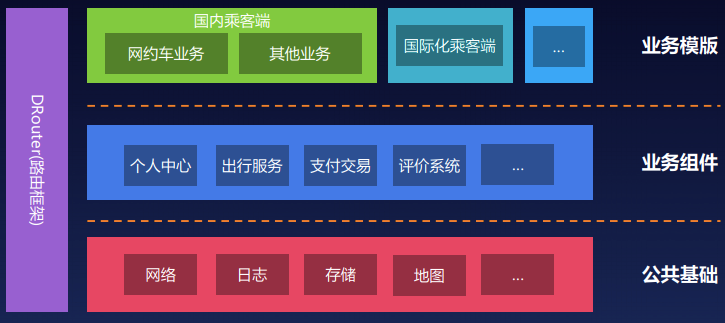 DRouter(路由框架)
国内乘客端
网约车业务
其他业务
国际化乘客端
...
业务模版
个人中心
出行服务
支付交易
评价系统
...
业务组件
网络
日志
存储
地图
...
公共基础